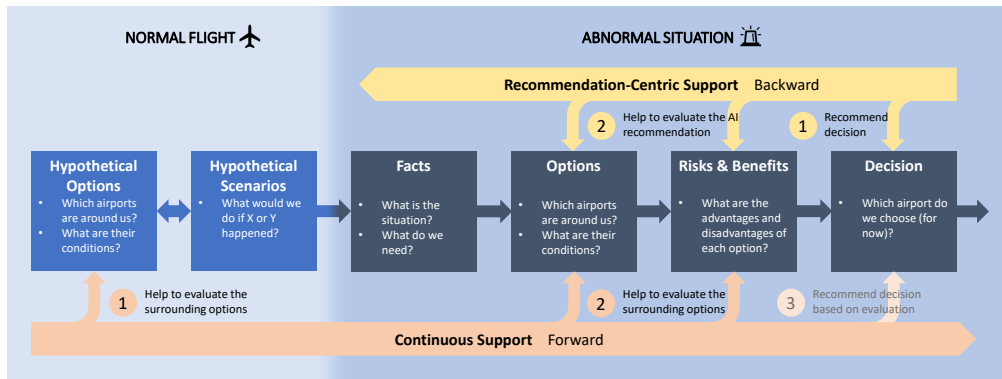 NORMAL FLIGHT
ABNORMAL SITUATION
Recommendation-Centric Support Backward
2
Help to evaluate the AI
recommendation
1
Recommend
decision
Hypothetical
Options
• Which airports
are around us?
• What are their
conditions?
Hypothetical
Scenarios
• What would we
do if X or Y
happened?
Facts
• What is the
situation?
• What do we
need?
Options
• Which airports
are around us?
• What are their
conditions?
Risks & Benefits
• What are the
advantages and
disadvantages of
each option?
Decision
• Which airport do
we choose (for
now)?
1
Help to evaluate the
surrounding options
2
Help to evaluate the
surrounding options
3
Recommend decision
based on evaluation
Continuous Support Forward